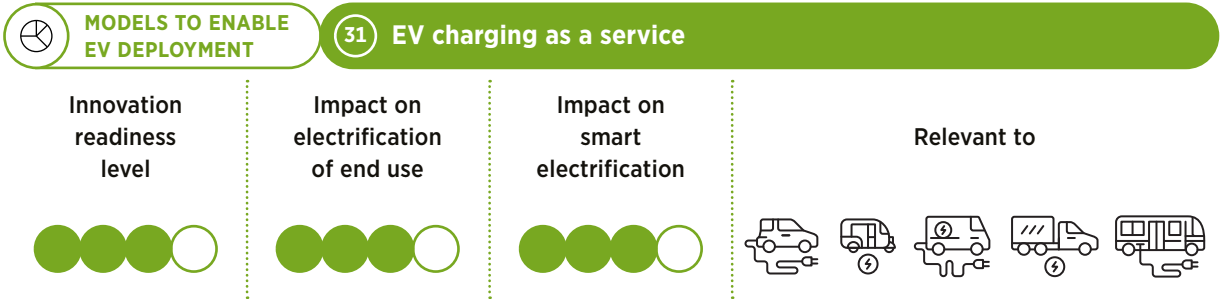 MODELS TO ENABLE
EV DEPLOYMENT
31 EV charging as a service
Innovation
readiness
level
Impact on
electrification
of end use
Impact on
smart
electrification
Relevant to